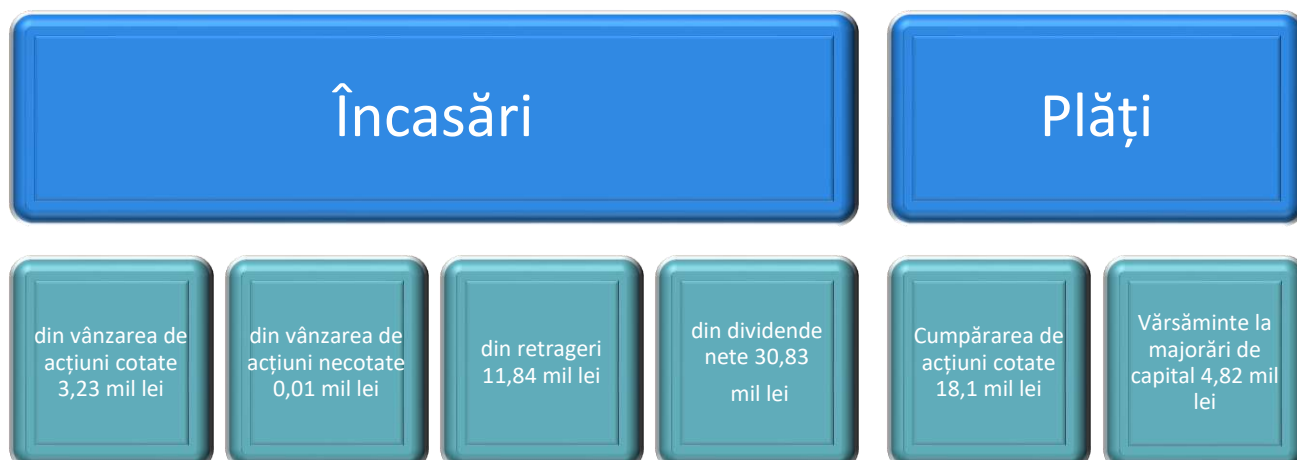 Încasări
Plăți
din vânzarea de
acțiuni cotate
3,23 mil lei
din vânzarea de
acțiuni necotate
0,01 mil lei
din retrageri
11,84 mil lei
din dividende
nete 30,83
mil lei
Cumpărarea de
acțiuni cotate
18,1 mil lei
Vărsăminte la
majorări de
capital 4,82 mil
lei